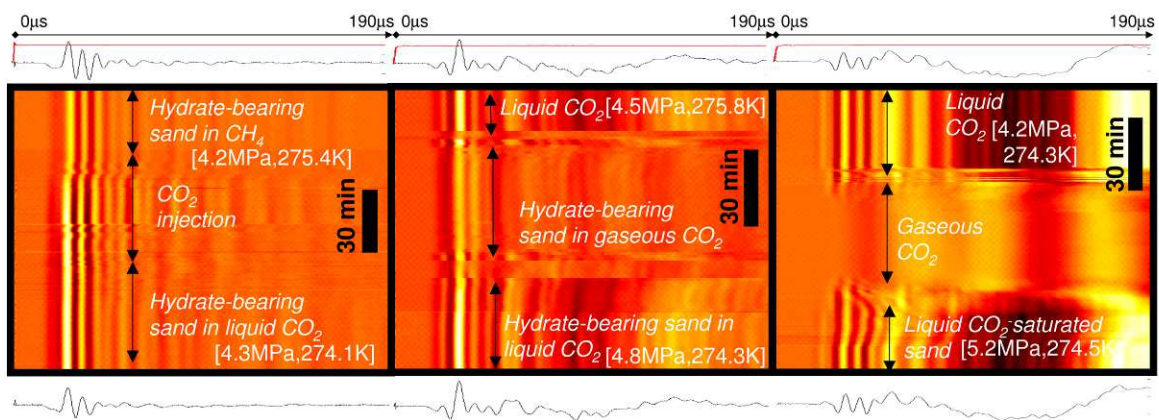 0μs 190μs 190μs 190μs
Hydrate-bearing
sand in CH4
[4.2MPa,275.4K]
CO2
injection
30 min
Hydrate-bearing
sand in liquid CO2
[4.3MPa,274.1K]
Liquid CO2[4.5MPa,275.8K]
30 min
Hydrate-bearing
sand in gaseous CO2
Hydrate-bearing sand in
liquid CO2 [4.8MPa,274.3K]
Liquid
CO2 [4.2MPa,
274.3K]
30 min
Gaseous
CO2
Liquid CO2-saturated
sand [5.2MPa,274.5K]